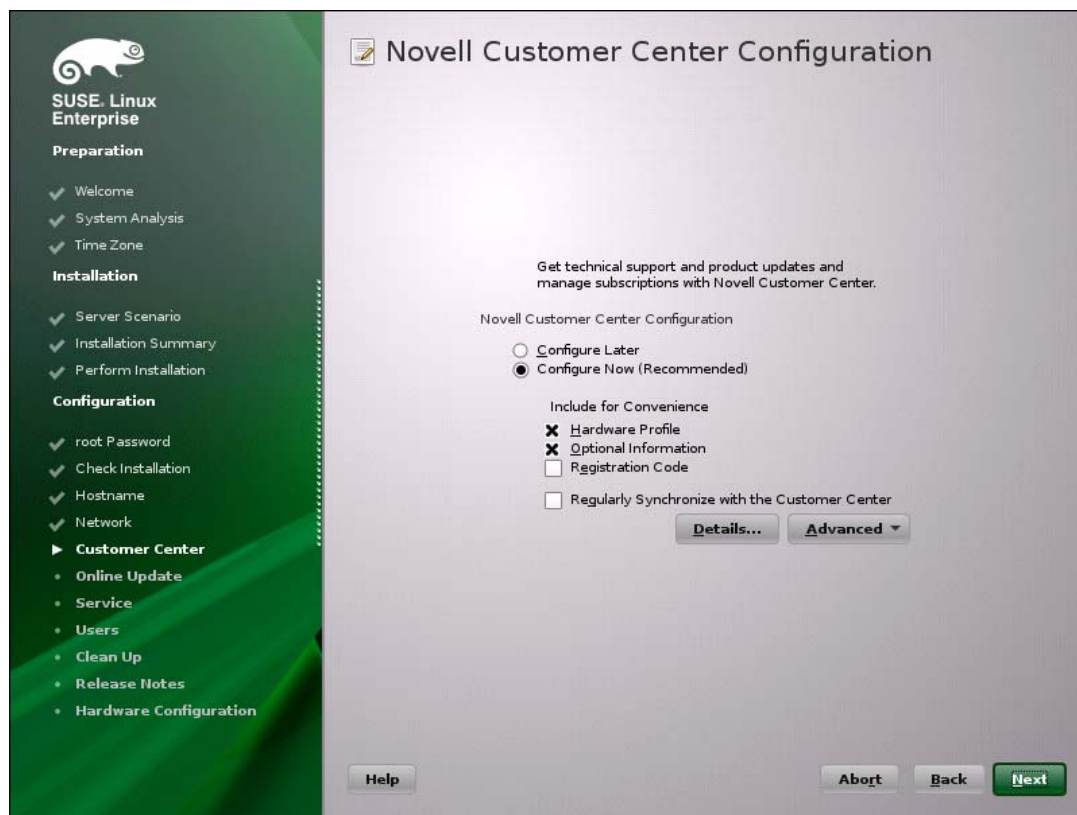 SUSE. Linux
Enterprise
Preparation
Welcome
System Analysis
Time Zone
Installation
Server Scenario
Installation Summary
Perform Installation
Configuration
root Password
Check Installation
Hostname
Network
Customer Center
Online Update
Service
Users
Clean Up
Release Notes
Hardware Configuration
Novell Customer Center Configuration
Get technical support and product updates and
manage subscriptions with Novell Customer Center.
Novell Customer Center Configuration
Configure Later
Configure Now (Recommended)
Include for Convenience
Hardware Profile
Optional Information
Registration Code
Regularly Synchronize with the Customer Center
Details... Advanced
Help Abort Back Next